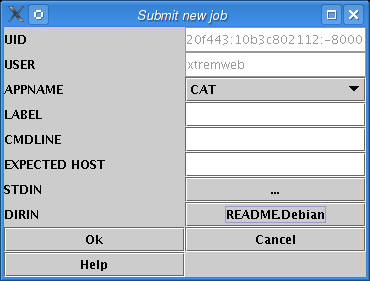 Submit new job
UID 20f443:10b3c802112:-8000
USER xtremweb
APPNAME CAT
LABEL
CMDLINE
EXPECTED HOST
STDIN ...
DIRIN README.Debian
Ok Cancel
Help